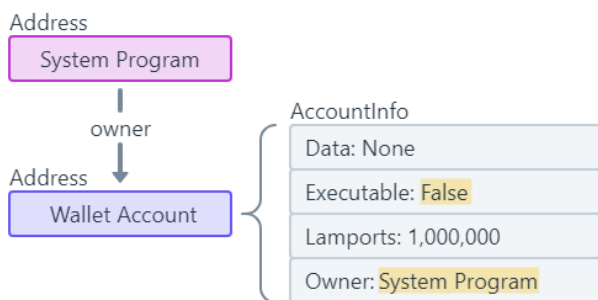 Address
System Program
owner
Address
Wallet Account
AccountInfo
Data: None
Executable: False
Lamports: 1,000,000
Owner: System Program